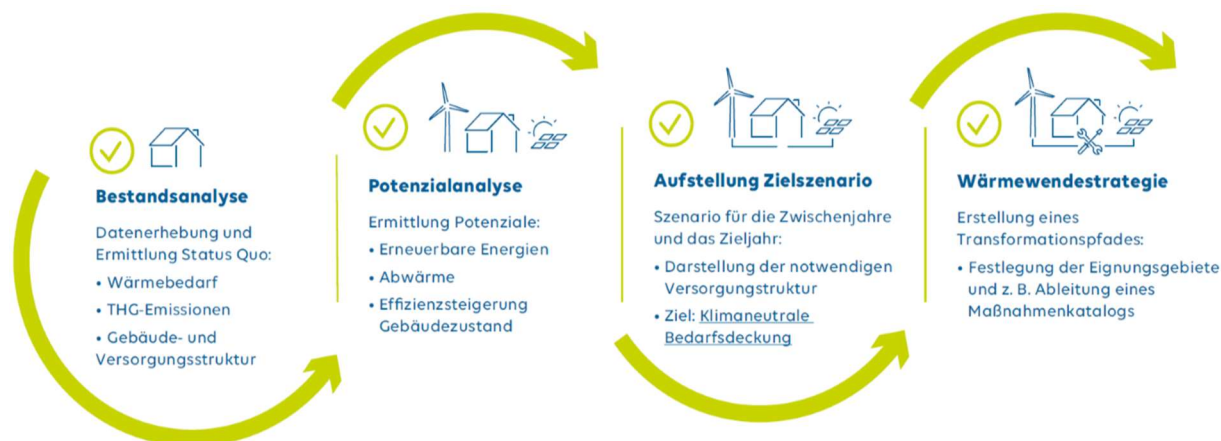 Bestandsanalyse
Datenerhebung und
Ermittlung Status Quo:
• Wärmebedarf
• THG-Emissionen
• Gebäude- und
Versorgungsstruktur
Potenzialanalyse
Ermittlung Potenziale:
• Erneuerbare Energien
• Abwärme
• Effizienzsteigerung
Gebäudezustand
Aufstellung Zielszenario
Szenario für die Zwischenjahre
und das Zieljahr:
• Darstellung der notwendigen
Versorgungstruktur
• Ziel: Klimaneutrale
Bedarfsdeckung
Wärmewendestrategie
Erstellung eines
Transformationspfades:
• Festlegung der Eignungsgebiete
und z. B. Ableitung eines
Maßnahmenkatalogs